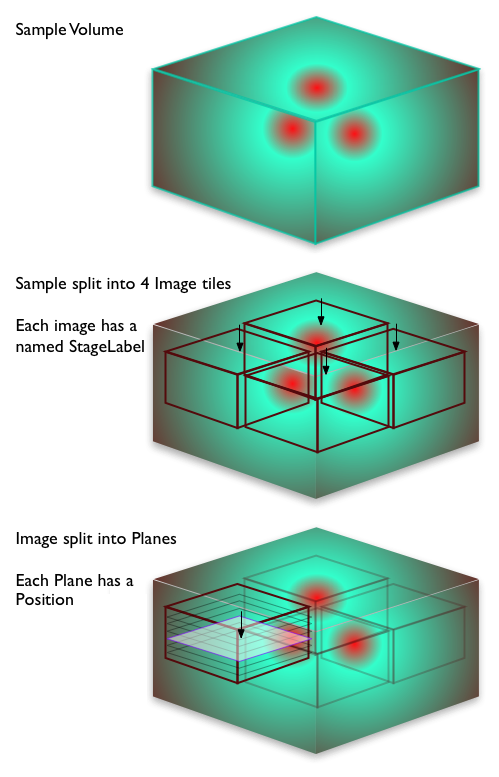 Sample Volume
Sample split into 4 Image tiles
Each image has a
named StageLabel
Image split into Planes
Each Plane has a
Position